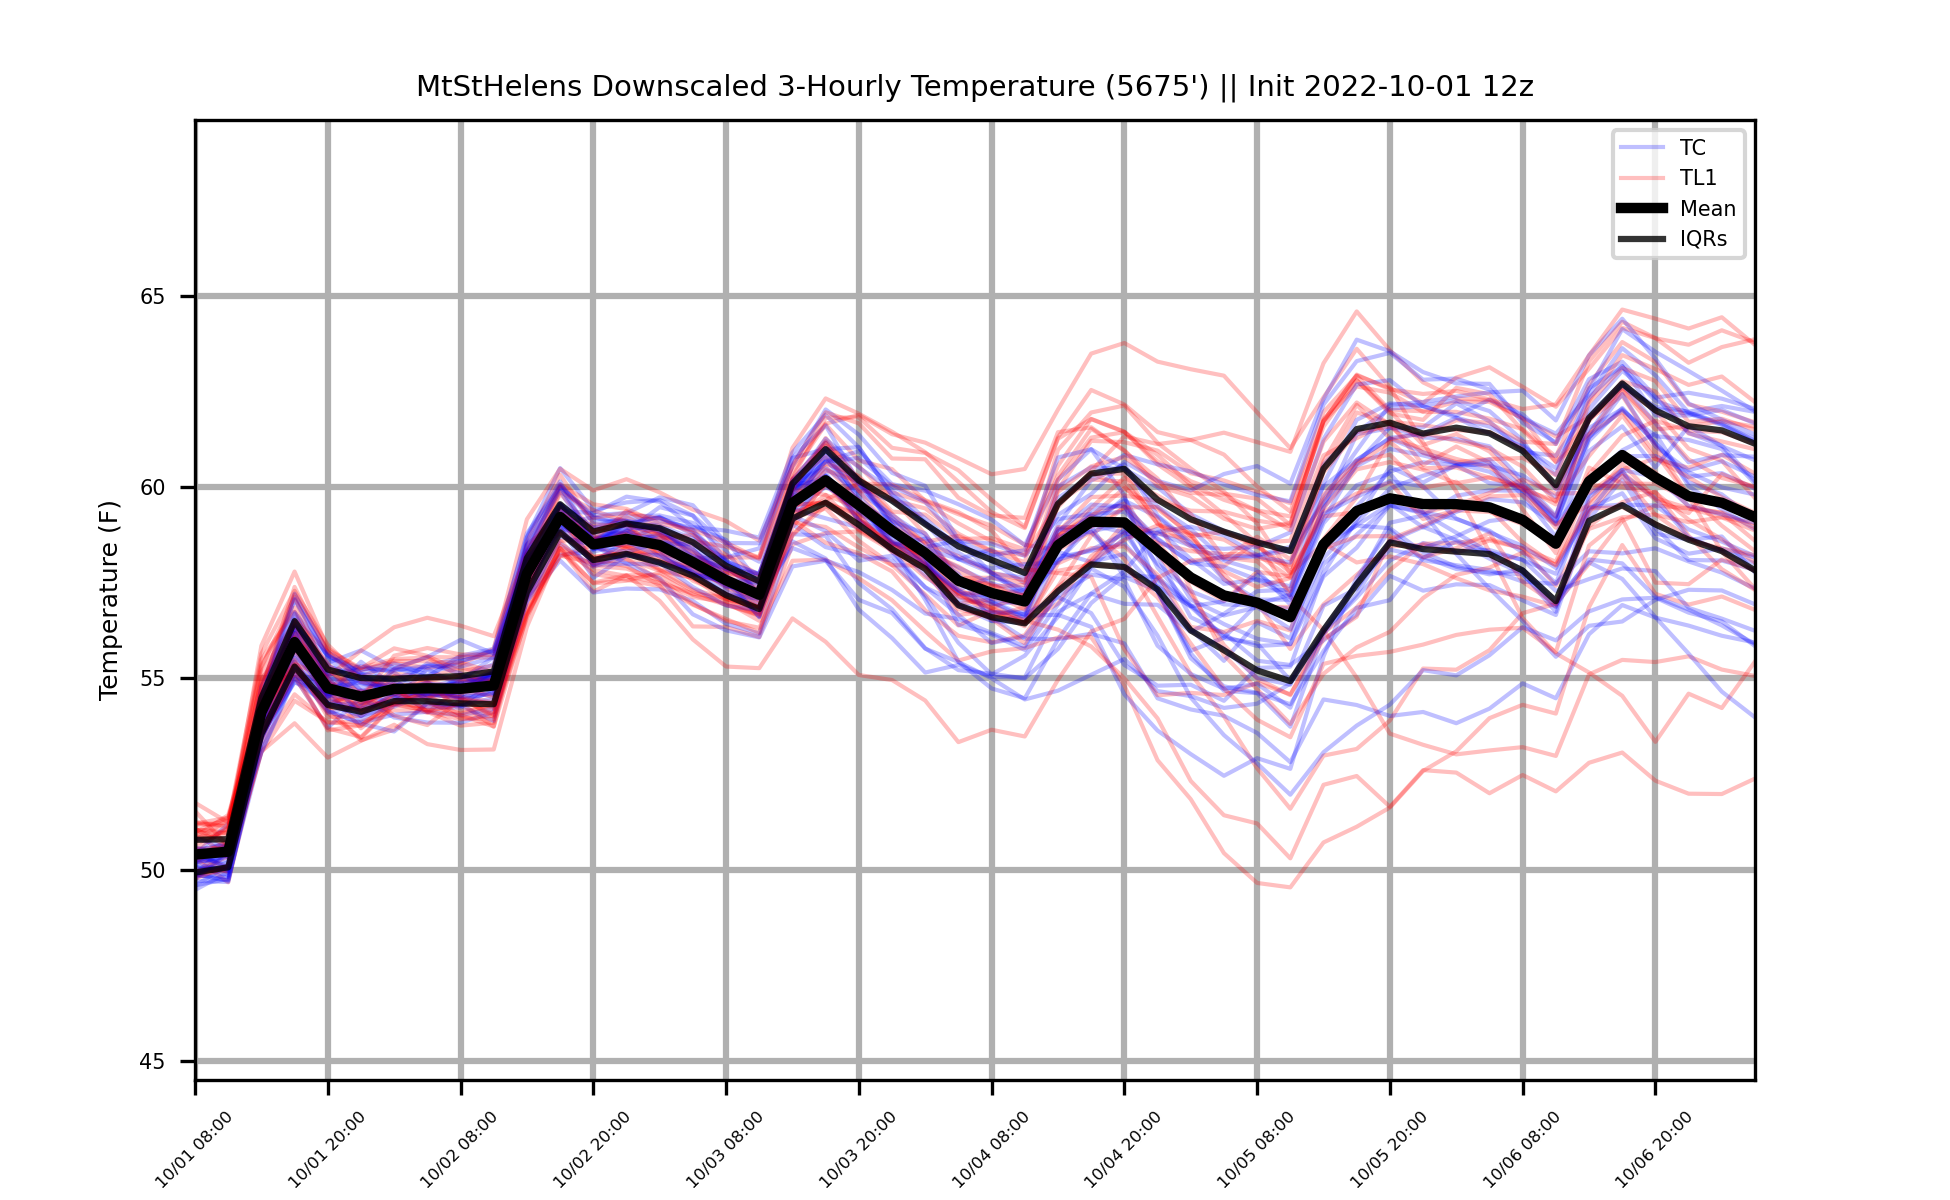 MtStHelens Downscaled 3-Hourly Temperature (5675') || Init 2022-10-01 12z
TC
TL1
Mean
IQRs
Temperature (F)
65
60
55
50
45
10/01 08:00
10/01 20:00
10/02 08:00
10/02 20:00
10/03 08:00
10/03 20:00
10/04 08:00
10/04 20:00
10/05 08:00
10/05 20:00
10/06 08:00
10/06 20:00